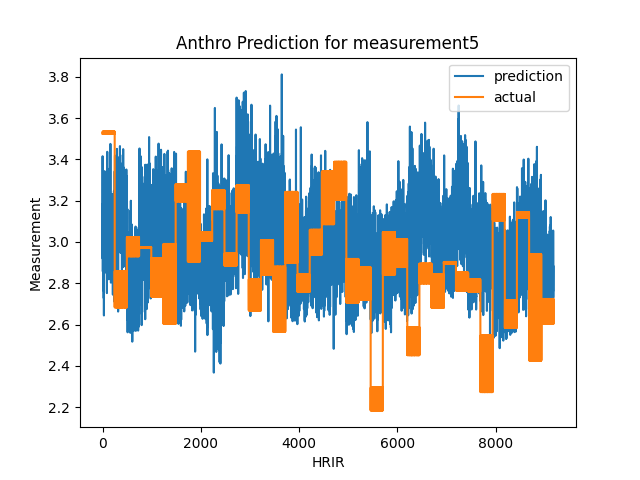 Anthro Prediction for measurement5
prediction
actual
Measurement
3.8
3.6
3.4
3.2
3.0
2.8
2.6
2.4
2.2
0
2000
4000
6000
8000
HRIR